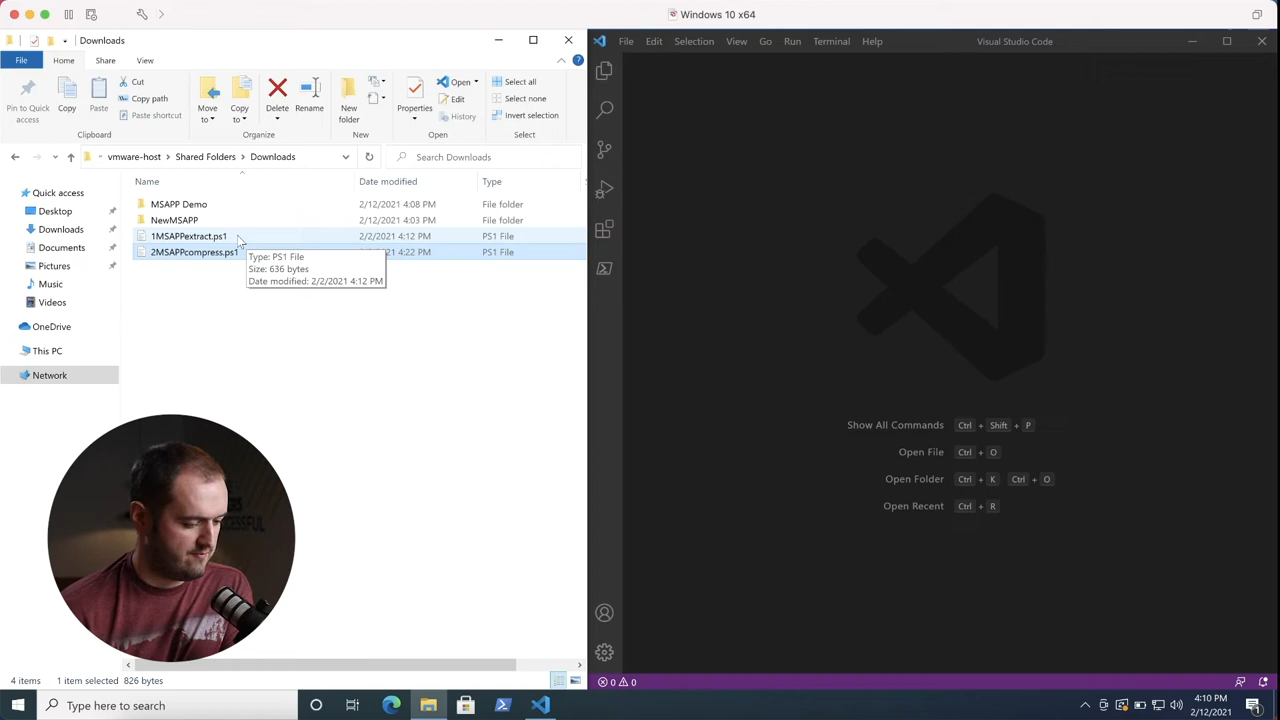 Windows 10 x64
Downloads
File Home Share View
Pin to Quick access
Copy
Paste
Cut
Copy path
Paste shortcut
Clipboard
Move to
Copy to
Delete
Rename
Organize
New folder
New
Properties
Open
Edit
History
Open
Select all
Select none
Invert selection
Select
vmware-host Shared Folders Downloads
Search Downloads
Name Date modified Type
MSAPP Demo 2/12/2021 4:08 PM File folder
NewMSAPP 2/12/2021 4:03 PM File folder
1MSAPPextract.ps1 2/2/2021 4:12 PM PS1 File
2MSAPPcompress.ps1 4:22 PM PS1 File
Type: PS1 File
Size: 636 bytes
Date modified: 2/2/2021 4:12 PM
Quick access
Desktop
Downloads
Documents
Pictures
Music
Videos
OneDrive
This PC
Network
4 items 1 item selected 826 bytes
File Edit Selection View Go Run Terminal Help Visual Studio Code
Show All Commands Ctrl + Shift + P
Open File Ctrl + O
Open Folder Ctrl + K Ctrl + O
Open Recent Ctrl + R
0 0
Type here to search
4:10 PM
2/12/2021
1